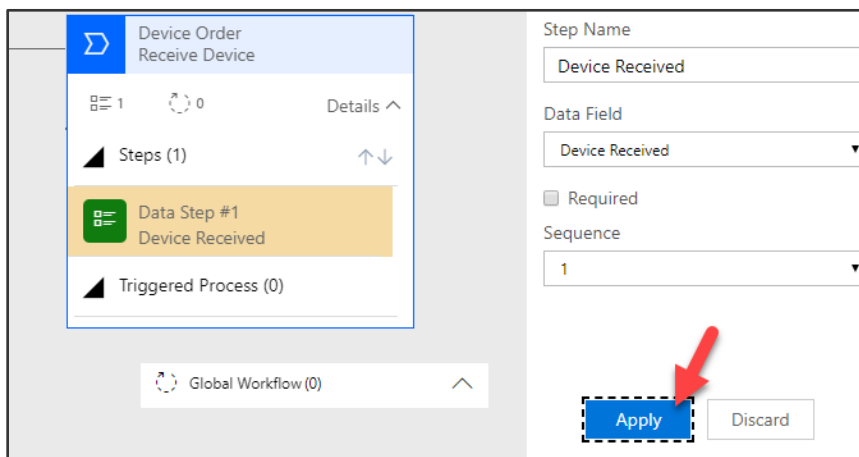 Device Order
Receive Device
1
0
Details
Steps (1)
Data Step #1
Device Received
Triggered Process (0)
Global Workflow (0)
Step Name
Device Received
Data Field
Device Received
Required
Sequence
1
Apply
Discard